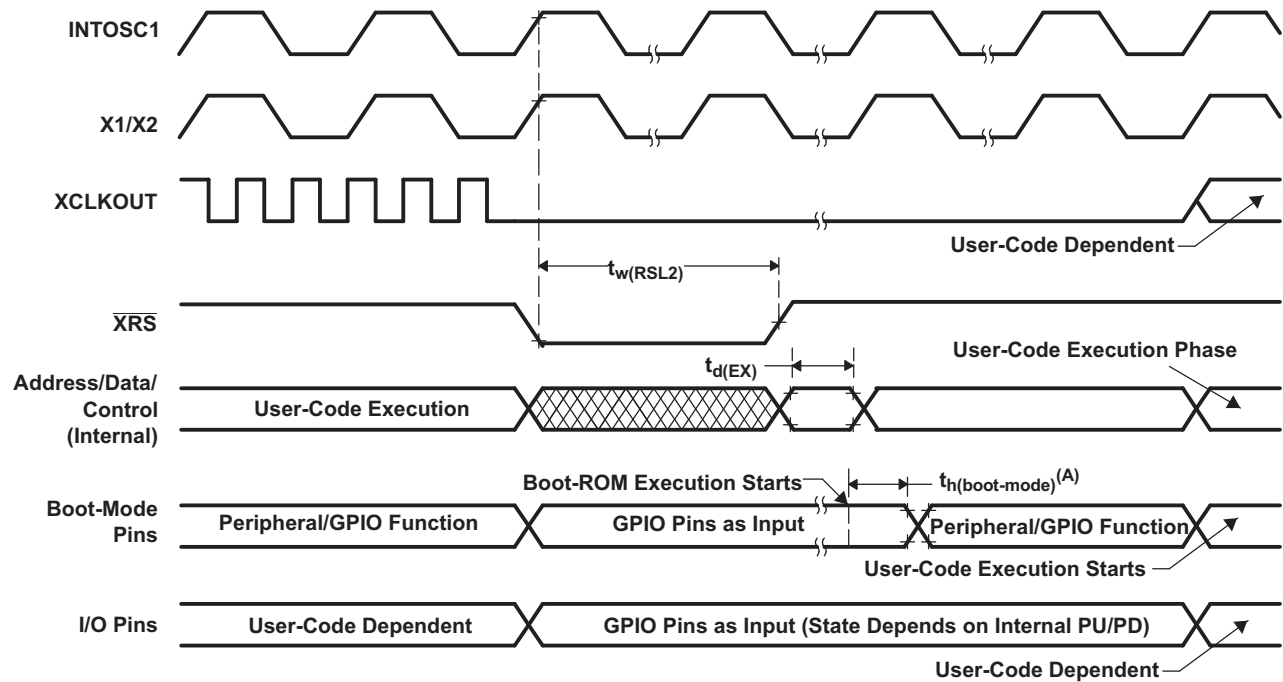 INTOSC1
X1/X2
XCLKOUT
User-Code Dependent
tw(RSL2)
XRS
User-Code Execution Phase
td(EX)
Address/Data/
Control
(Internal)
User-Code Execution
Boot-ROM Execution Starts
th(boot-mode)(A)
Boot-Mode
Pins
Peripheral/GPIO Function
GPIO Pins as Input
Peripheral/GPIO Function
User-Code Execution Starts
I/O Pins
User-Code Dependent
GPIO Pins as Input (State Depends on Internal PU/PD)
User-Code Dependent